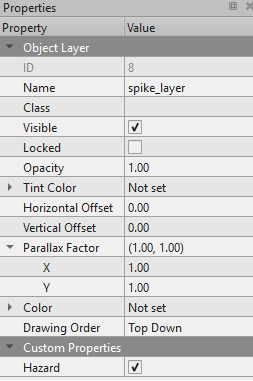 Properties
Property Value
Object Layer
ID 8
Name spike_layer
Class
Visible
Locked
Opacity 1.00
Tint Color Not set
Horizontal Offset 0.00
Vertical Offset 0.00
Parallax Factor (1.00, 1.00)
X 1.00
Y 1.00
Color Not set
Drawing Order Top Down
Custom Properties
Hazard